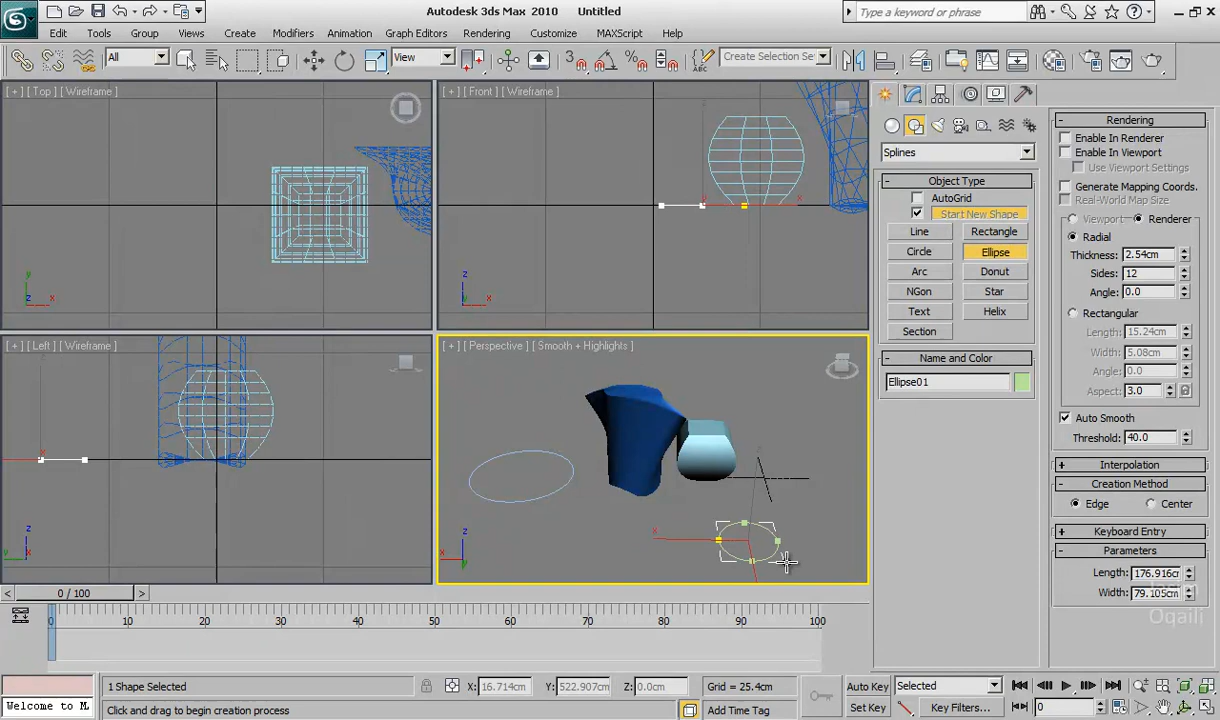 Autodesk 3ds Max 2010 Untitled
Type a keyword or phrase
Edit Tools Group Views Create Modifiers Animation Graph Editors Rendering Customize MAXScript Help
All View 3 Create Selection Se
[ + ] [ Top ] [ Wireframe ]
[ + ] [ Front ] [ Wireframe ]
[ + ] [ Left ] [ Wireframe ]
[ + ] [ Perspective ] [ Smooth + Highlights ]
Splines
Object Type
AutoGrid
Start New Shape
Line Rectangle
Circle Ellipse
Arc Donut
NGon Star
Text Helix
Section
Name and Color
Ellipse01
Rendering
Enable In Renderer
Enable In Viewport
Use Viewport Settings
Generate Mapping Coords.
Real-World Map Size
Viewport Renderer
Radial
Thickness: 2.54cm
Sides: 12
Angle: 0.0
Rectangular
Length: 15.24cm
Width: 5.08cm
Angle: 0.0
Aspect: 3.0
Auto Smooth
Threshold: 40.0
Interpolation
Creation Method
Edge Center
Keyboard Entry
Parameters
Length: 176.916cm
Width: 79.105cm
Oqaili
0 / 100
0 10 20 30 40 50 60 70 80 90 100
1 Shape Selected X: 16.714cm Y: 522.907cm Z: 0.0cm Grid = 25.4cm Auto Key Selected
Welcome to M. Click and drag to begin creation process Add Time Tag Set Key Key Filters... 0